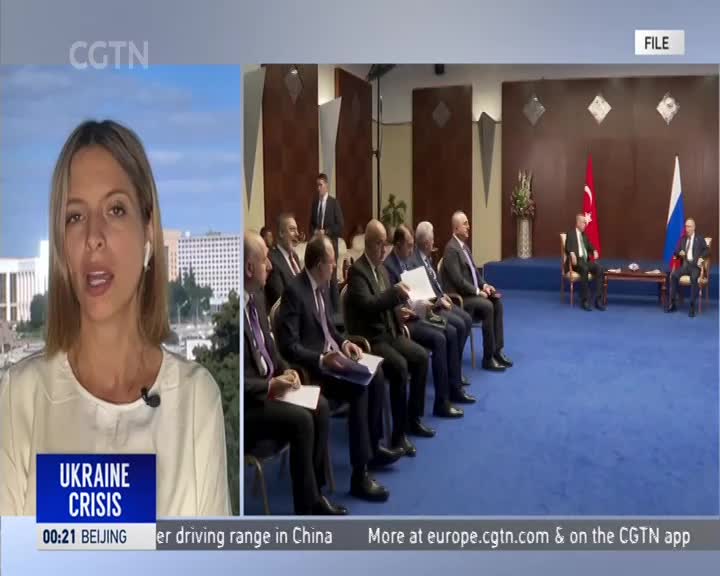 CGTN
FILE
UKRAINE
CRISIS
00:21 BEIJING
er driving range in China More at europe.cgtn.com & on the CGTN app